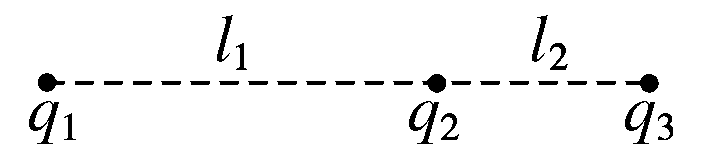 l₁ l₂
q₁ q₂ q₃